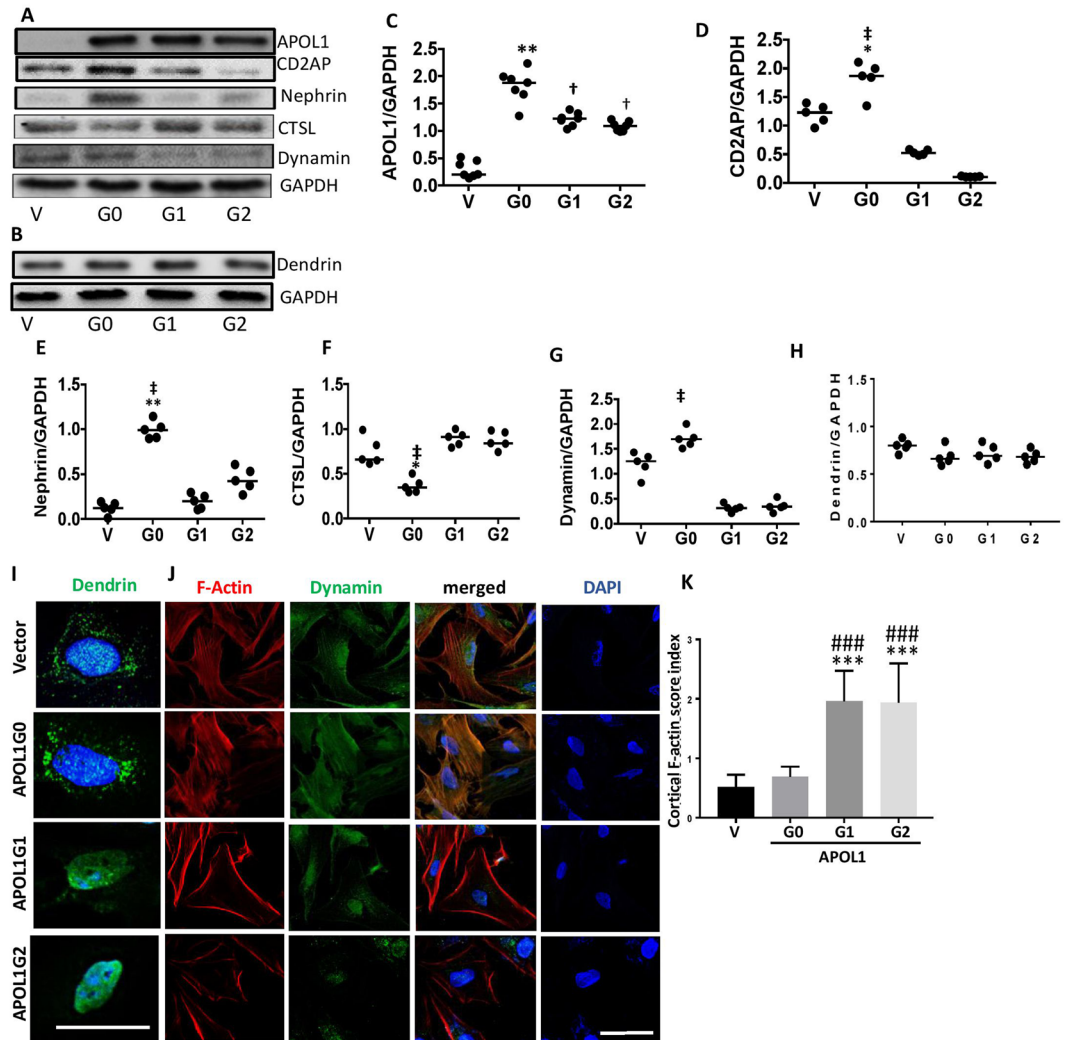 A
APOL1
CD2AP
Nephrin
CTSL
Dynamin
GAPDH
V G0 G1 G2
B
Dendrin
GAPDH
V G0 G1 G2
C
APOL1/GAPDH
2.5
2.0
1.5
1.0
0.5
0.0
**
†
†
V G0 G1 G2
D
CD2AP/GAPDH
2.5
2.0
1.5
1.0
0.5
0.0
‡
*
V G0 G1 G2
E
Nephrin/GAPDH
1.5
1.0
0.5
0.0
‡
**
V G0 G1 G2
F
CTSL/GAPDH
1.5
1.0
0.5
0.0
‡
*
V G0 G1 G2
G
Dynamin/GAPDH
2.5
2.0
1.5
1.0
0.5
0.0
‡
V G0 G1 G2
H
Dendrin/GAPDH
1.5
1.0
0.5
0.0
V G0 G1 G2
I
Dendrin
Vector
APOL1G0
APOL1G1
APOL1G2
J
F-Actin Dynamin merged DAPI
K
Cortical F-actin score index
3
2
1
0
### ###
*** ***
V G0 G1 G2
APOL1